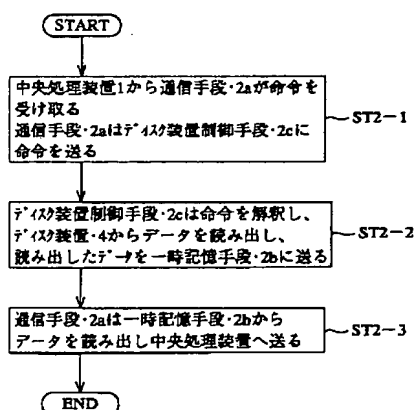 START
中央処理装置1から通信手段・2aが命令を
受け取る
通信手段・2aはディスク装置制御手段・2cに
命令を送る
ST2-1
ディスク装置制御手段・2cは命令を解釈し、
ディスク装置・4からデータを読み出し、
読み出したデータを一時記憶手段・2bに送る
ST2-2
通信手段・2aは一時記憶手段・2bから
データを読み出し中央処理装置へ送る
ST2-3
END